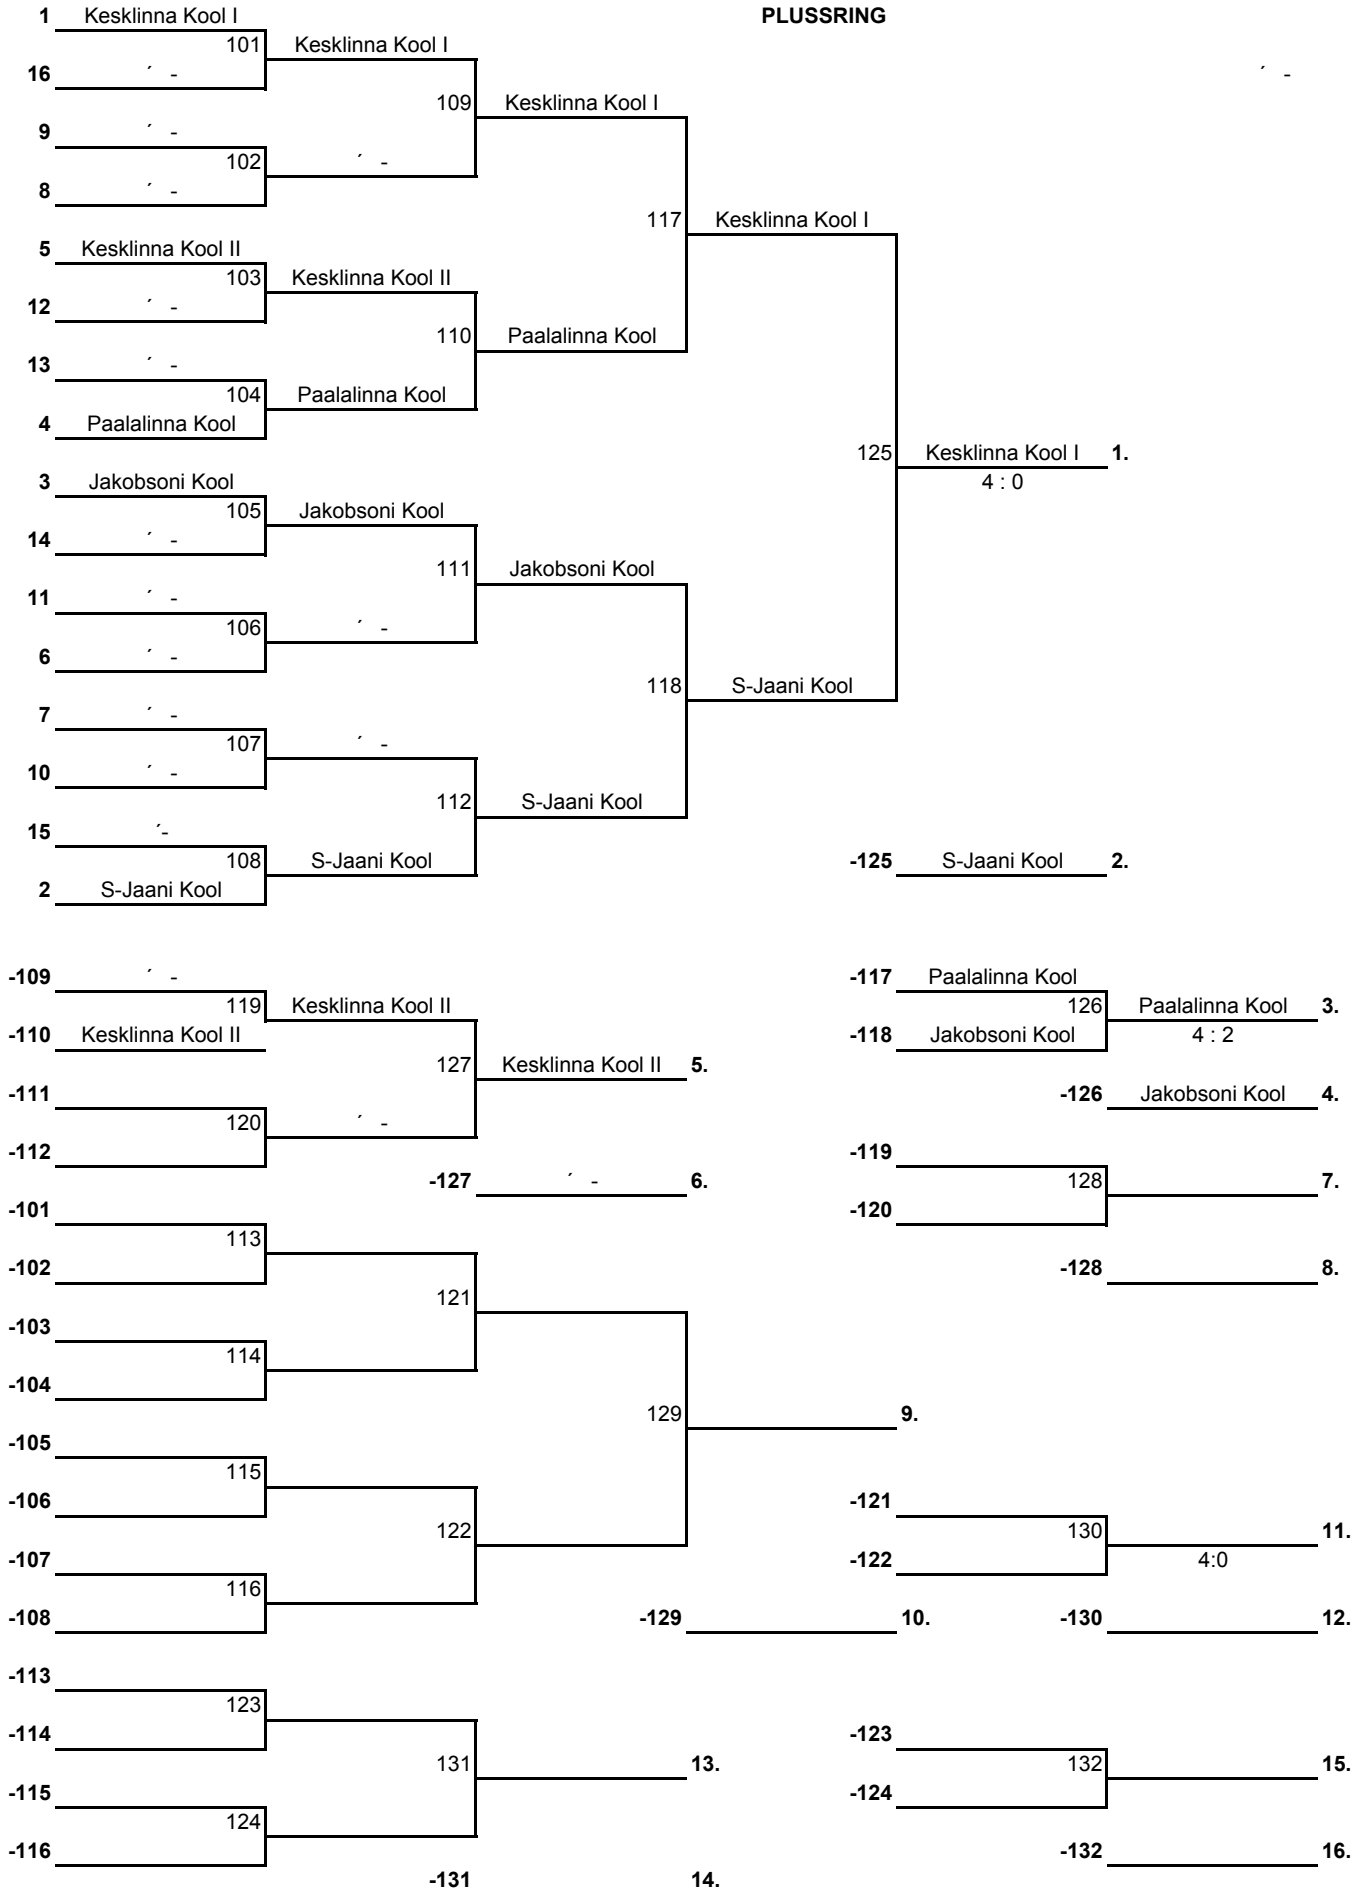 1 Kesklinna Kool I PLUSSRING
101 Kesklinna Kool I
16 ´ - ´ -
109 Kesklinna Kool I
9 ´ -
102 ´ -
8 ´ -
117 Kesklinna Kool I
5 Kesklinna Kool II
103 Kesklinna Kool II
12 ´ -
110 Paalalinna Kool
13 ´ -
104 Paalalinna Kool
4 Paalalinna Kool
125 Kesklinna Kool I 1.
3 Jakobsoni Kool 4 : 0
105 Jakobsoni Kool
14 ´ -
111 Jakobsoni Kool
11 ´ -
106 ´ -
6 ´ -
118 S-Jaani Kool
7 ´ -
107 ´ -
10 ´ -
112 S-Jaani Kool
15 ´-
108 S-Jaani Kool -125 S-Jaani Kool 2.
2 S-Jaani Kool
-109 ´ - -117 Paalalinna Kool
119 Kesklinna Kool II 126 Paalalinna Kool 3.
-110 Kesklinna Kool II -118 Jakobsoni Kool 4 : 2
127 Kesklinna Kool II 5.
-111 -126 Jakobsoni Kool 4.
120 ´ -
-112 -119
-127 ´ - 6. 128 7.
-101 -120
113
-102 -128 8.
121
-103
114
-104
129 9.
-105
115
-106 -121
122 130 11.
-107 -122 4:0
116
-108 -129 10. -130 12.
-113
123
-114 -123
131 13. 132 15.
-115 -124
124
-116 -132 16.
-131 14.